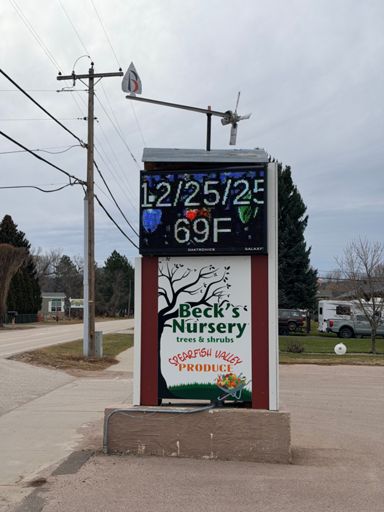 12/25/25
69F
DAKTRONICS GALAXY
Beck's
Nursery
trees & shrubs
SPEARFISH VALLEY
PRODUCE